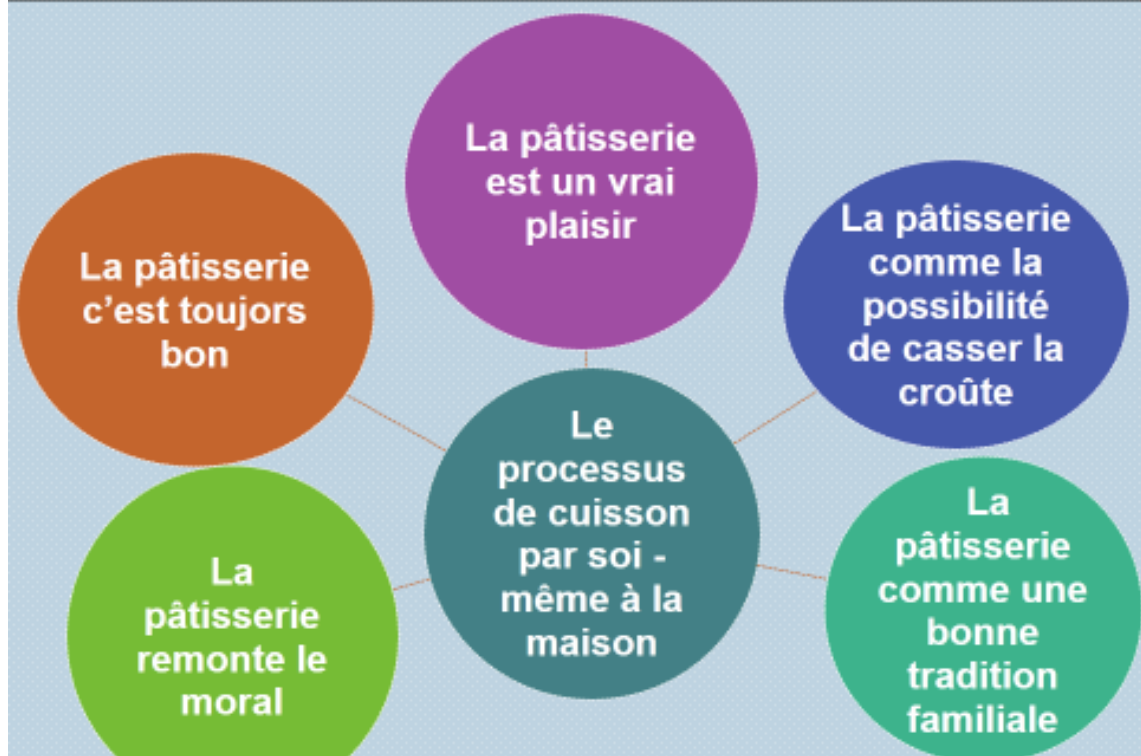 La pâtisserie
est un vrai
plaisir
La pâtisserie
c'est toujors
bon
La pâtisserie
comme la
possibilité
de casser la
croûte
Le
processus
de cuisson
par soi -
même à la
maison
La
pâtisserie
remonte le
moral
La
pâtisserie
comme une
bonne
tradition
familiale